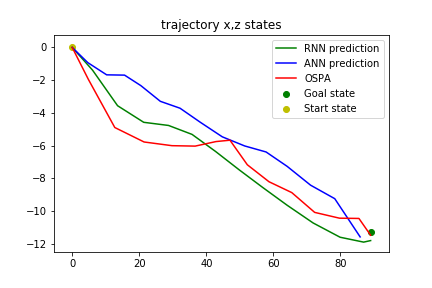 trajectory x,z states
RNN prediction
ANN prediction
OSPA
Goal state
Start state
0
−2
−4
−6
−8
−10
−12
0
20
40
60
80